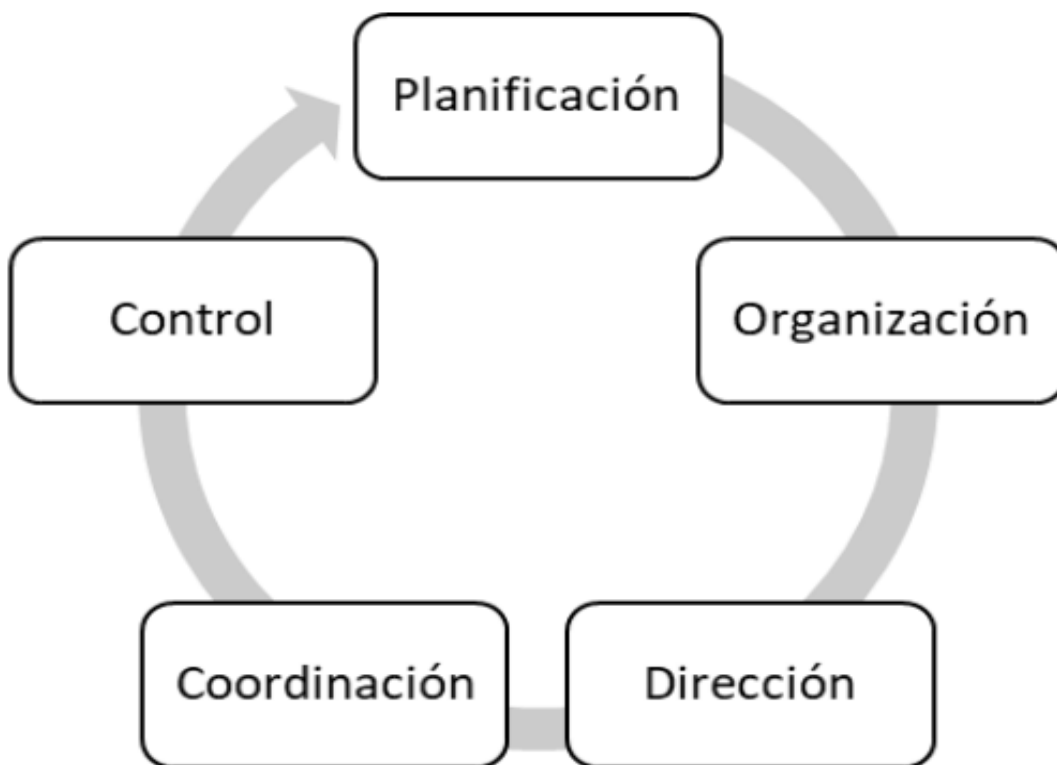 Planificación
Organización
Dirección
Coordinación
Control